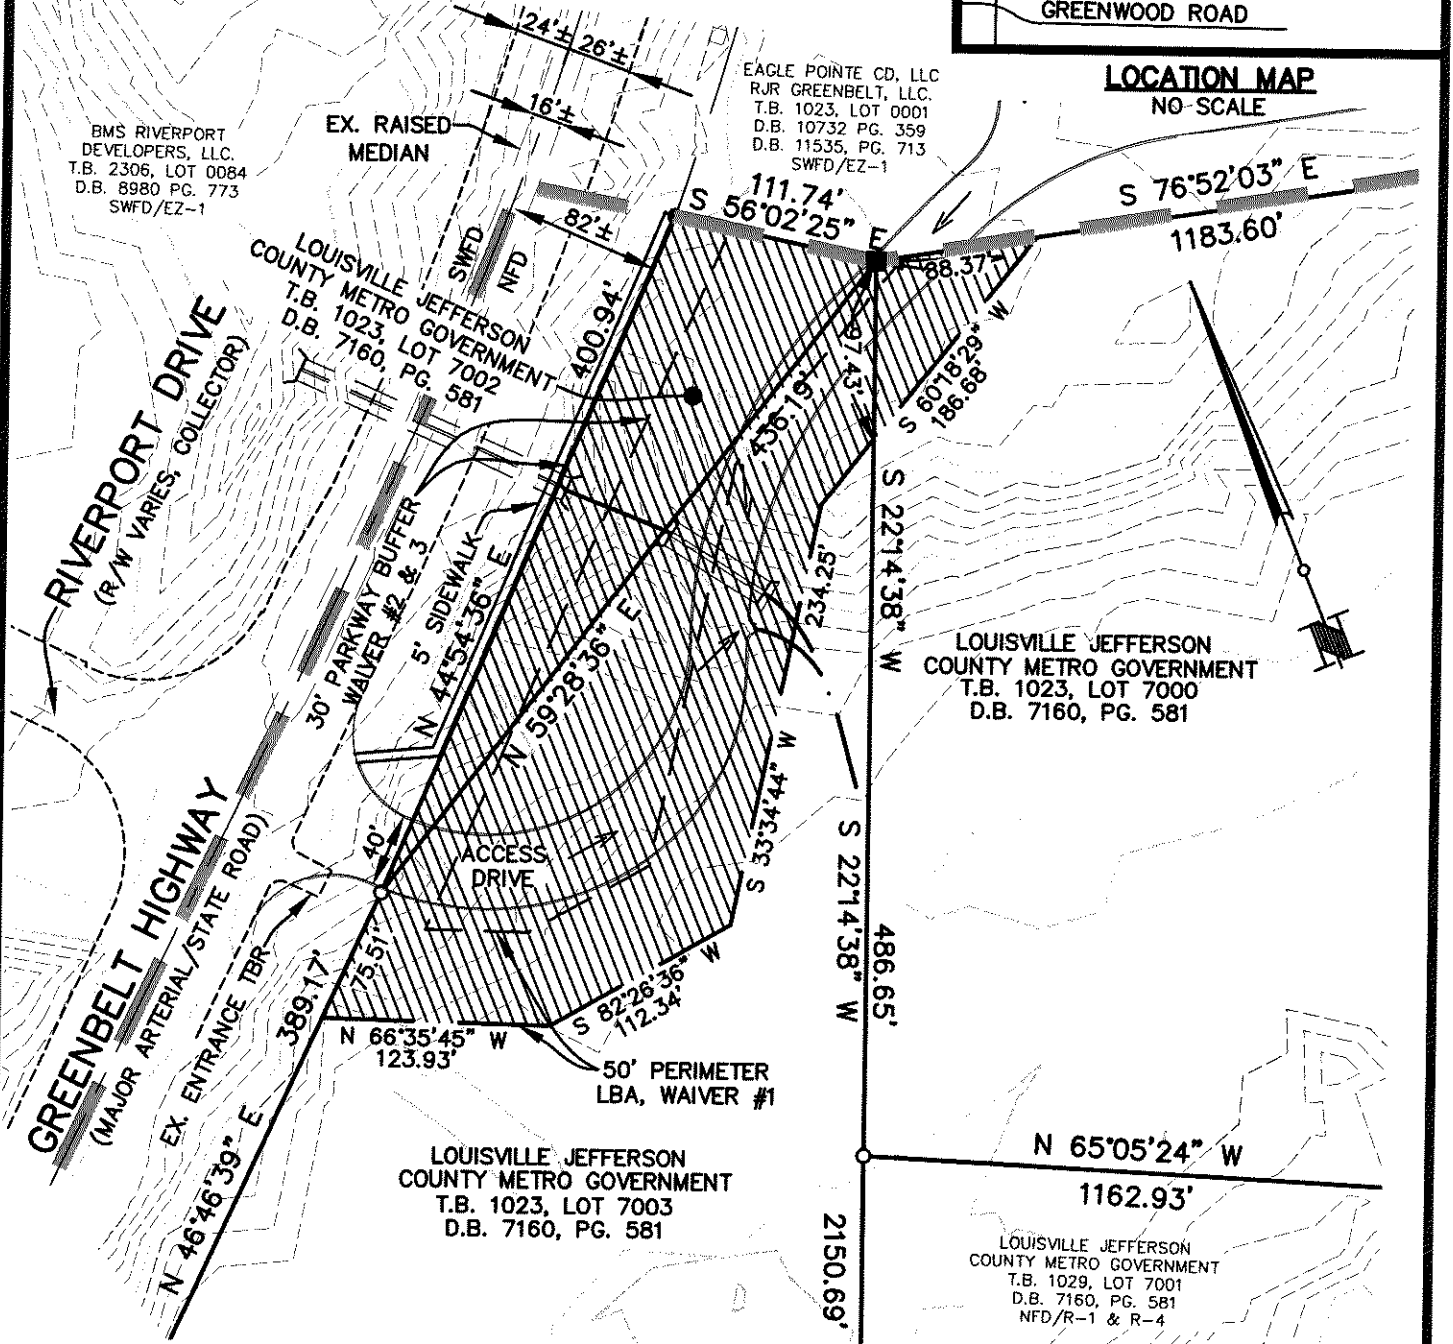 GREENWOOD ROAD
LOCATION MAP
NO SCALE
24'± 26'±
16'±
EX. RAISED
MEDIAN
BMS RIVERPORT
DEVELOPERS, LLC.
T.B. 2306, LOT 0084
D.B. 8980 PG. 773
SWFD/EZ-1
EAGLE POINTE CD, LLC
RJR GREENBELT, LLC.
T.B. 1023, LOT 0001
D.B. 10732 PG. 359
D.B. 11535, PG. 713
SWFD/EZ-1
111.74'
S 56°02'25" E
S 76°52'03" E
1183.60'
82'±
SWFD
NFD
LOUISVILLE JEFFERSON
COUNTY METRO GOVERNMENT
T.B. 1023, LOT 7002
D.B. 7160, PG. 581
88.37'
400.94'
97.43'
436.19'
S 60°18'29" W
186.68'
RIVERPORT DRIVE
(R/W VARIES, COLLECTOR)
30' PARKWAY BUFFER
WAIVER #2 & 3
5' SIDEWALK
N 44°54'36" E
N 59°28'36" E
234.25'
S 22°14'38" W
LOUISVILLE JEFFERSON
COUNTY METRO GOVERNMENT
T.B. 1023, LOT 7000
D.B. 7160, PG. 581
S 33°34'44" W
S 22°14'38" W
486.65'
40'
ACCESS
DRIVE
GREENBELT HIGHWAY
(MAJOR ARTERIAL/STATE ROAD)
EX. ENTRANCE TBR
389.17'
75.51'
N 66°35'45" W
123.93'
S 82°26'36" W
112.34'
50' PERIMETER
LBA, WAIVER #1
N 46°46'39" E
LOUISVILLE JEFFERSON
COUNTY METRO GOVERNMENT
T.B. 1023, LOT 7003
D.B. 7160, PG. 581
N 65°05'24" W
1162.93'
2150.69'
LOUISVILLE JEFFERSON
COUNTY METRO GOVERNMENT
T.B. 1029, LOT 7001
D.B. 7160, PG. 581
NFD/R-1 & R-4